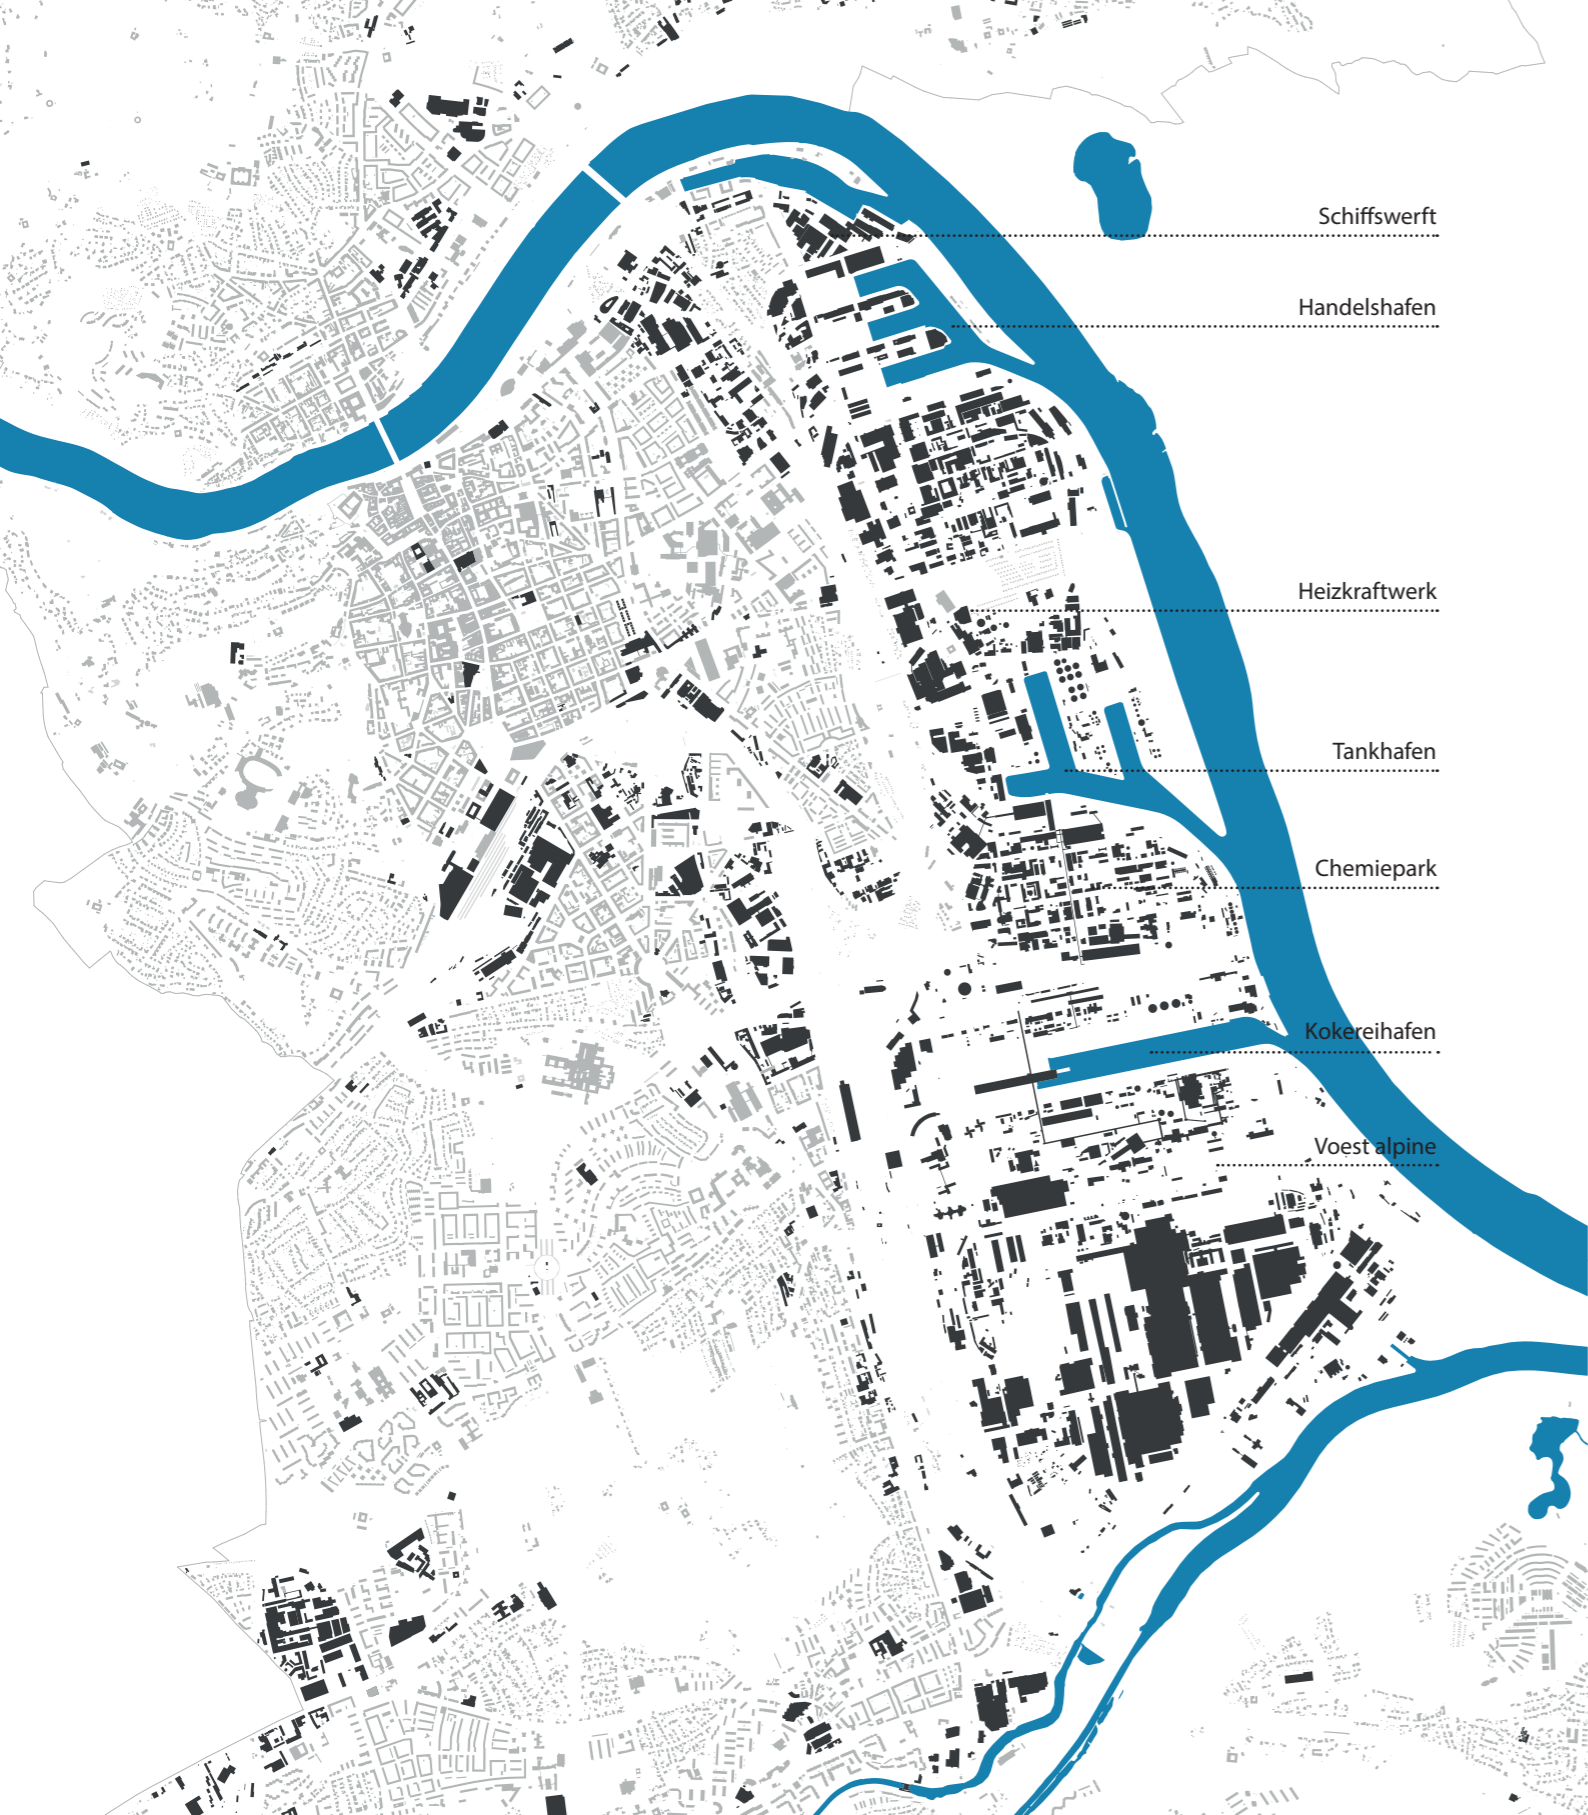 Schiffswerft
Handelshafen
Heizkraftwerk
Tankhafen
Chemiepark
Kokereihafen
Voest alpine